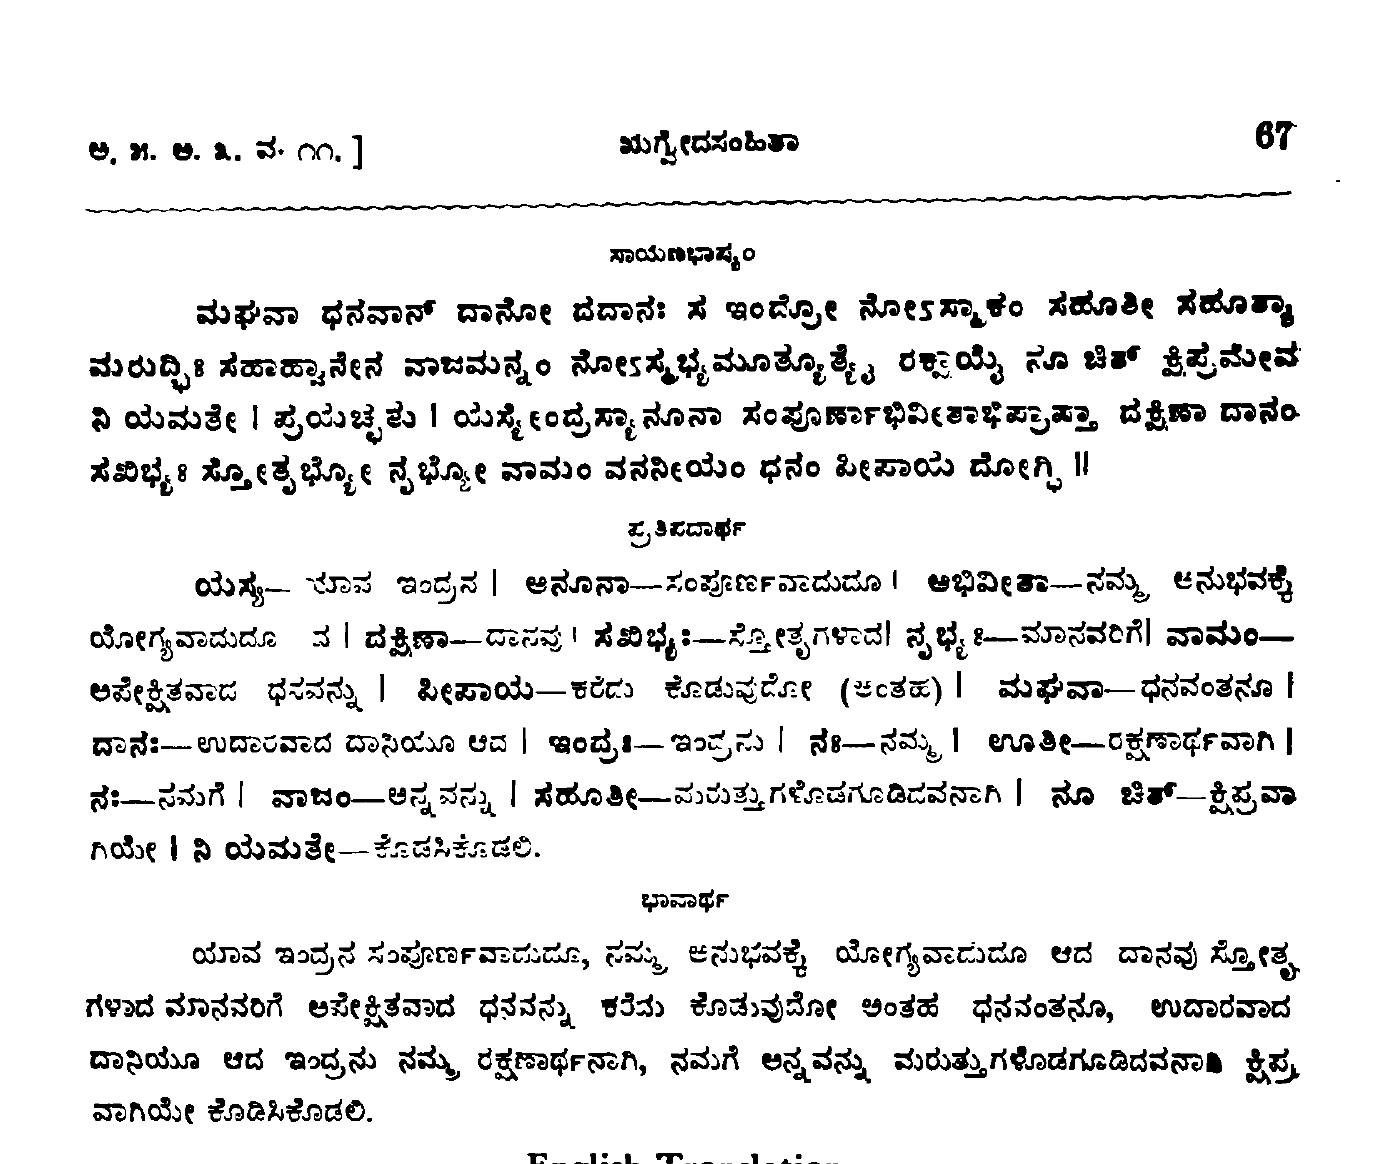 ಅ. ೫. ಅ. ೩. ವ. ೧೧. ]
ಋಗ್ವೇದಸಂಹಿತಾ
67
ಸಾಯಣಭಾಷ್ಯಂ
ಮಘವಾ ಧನವಾನ್ ದಾನೋ ದದಾನಃ ಸ ಇಂದ್ರೋ ನೋಽಸ್ಮಾಕಂ ಸಹೂತೀ ಸಹೂತ್ಯಾ
ಮರುದ್ಭಿಃ ಸಹಾಹ್ವಾನೇನ ವಾಜಮನ್ನಂ ನೋಽಸ್ಮಭ್ಯಮೂತ್ಯೂತ್ಯೈ ರಕ್ಷಾಯೈ ನೂ ಚಿತ್ ಕ್ಷಿಪ್ರಮೇವ
ನಿ ಯಮತೇ | ಪ್ರಯಚ್ಛತು | ಯಸ್ಯೇಂದ್ರಸ್ಯಾನೂನಾ ಸಂಪೂರ್ಣಾಭಿವೀತಾಭಿಪ್ರಾಪ್ತಾ ದಕ್ಷಿಣಾ ದಾನಂ
ಸಖಿಭ್ಯಃ ಸ್ತೋತೃಭ್ಯೋ ನೃಭ್ಯೋ ವಾಮಂ ವನನೀಯಂ ಧನಂ ಪೀಪಾಯ ದೋಗ್ಧಿ ||
ಪ್ರತಿಪದಾರ್ಥ
ಯಸ್ಯ— ಯಾವ ಇಂದ್ರನ | ಅನೂನಾ—ಸಂಪೂರ್ಣವಾದುದೂ | ಅಭಿವೀತಾ—ನಮ್ಮ ಅನುಭವಕ್ಕೆ
ಯೋಗ್ಯವಾದುದೂ | ದಕ್ಷಿಣಾ—ದಾನವು | ಸಖಿಭ್ಯಃ—ಸ್ತೋತೃಗಳಾದ| ನೃಭ್ಯಃ—ಮಾನವರಿಗೆ| ವಾಮಂ—
ಅಪೇಕ್ಷಿತವಾದ ಧನವನ್ನು | ಪೀಪಾಯ—ಕರೆದು ಕೊಡುವುದೋ (ಅಂತಹ) | ಮಘವಾ—ಧನವಂತನೂ |
ದಾನಃ—ಉದಾರವಾದ ದಾನಿಯೂ ಆದ | ಇಂದ್ರಃ—ಇಂದ್ರನು | ನಃ—ನಮ್ಮ | ಊತೀ—ರಕ್ಷಣಾರ್ಥವಾಗಿ |
ನಃ—ನಮಗೆ | ವಾಜಂ—ಅನ್ನವನ್ನು | ಸಹೂತೀ—ಮರುತ್ತುಗಳೊಡಗೂಡಿದವನಾಗಿ | ನೂ ಚಿತ್—ಕ್ಷಿಪ್ರವಾ
ಗಿಯೇ | ನಿ ಯಮತೇ—ಕೊಡಸಿಕೊಡಲಿ.
ಭಾವಾರ್ಥ
ಯಾವ ಇಂದ್ರನ ಸಂಪೂರ್ಣವಾದುದೂ, ನಮ್ಮ ಅನುಭವಕ್ಕೆ ಯೋಗ್ಯವಾದುದೂ ಆದ ದಾನವು ಸ್ತೋತೃ
ಗಳಾದ ಮಾನವರಿಗೆ ಅಪೇಕ್ಷಿತವಾದ ಧನವನ್ನು ಕರೆದು ಕೊಡುವುದೋ ಅಂತಹ ಧನವಂತನೂ, ಉದಾರವಾದ
ದಾನಿಯೂ ಆದ ಇಂದ್ರನು ನಮ್ಮ ರಕ್ಷಣಾರ್ಥನಾಗಿ, ನಮಗೆ ಅನ್ನವನ್ನು ಮರುತ್ತುಗಳೊಡಗೂಡಿದವನಾಗಿ ಕ್ಷಿಪ್ರ
ವಾಗಿಯೇ ಕೊಡಿಸಿಕೊಡಲಿ.
English Translation